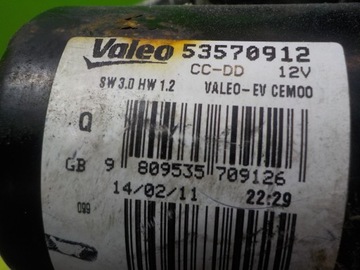 Valeo 53570912
CC-DD 12V
SW 3.0 HW 1.2 VALEO-EV CEM00
Q
GB 9 809535 709126
14/02/11 22:29
099